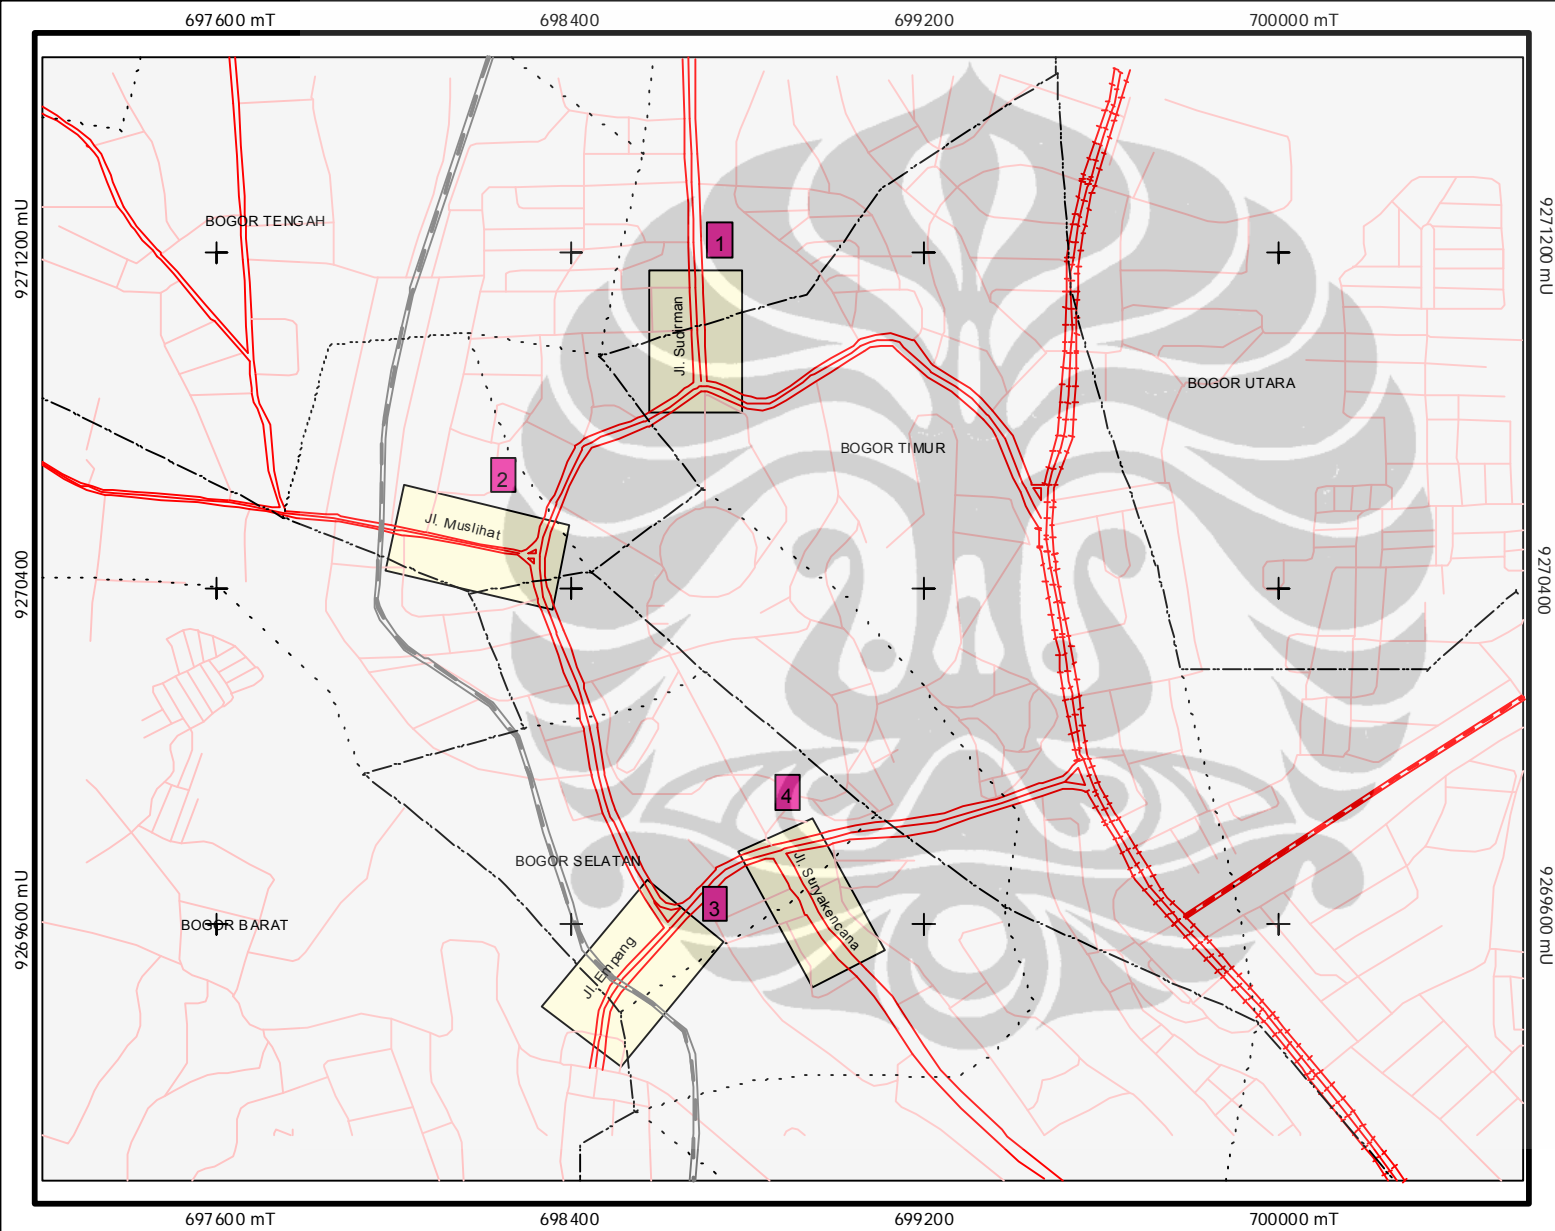 697600 mT
698400
699200
700000 mT
9271200 mU
9271200 mU
BOGOR TENGAH
1
Jl. Sudirman
BOGOR UTARA
BOGOR TIMUR
2
Jl. Muslihat
9270400
9270400
4
BOGOR SELATAN
Jl. Suryakencana
3
BOGOR BARAT
Jl. Empang
9269600 mU
9269600 mU
697600 mT
698400
699200
700000 mT